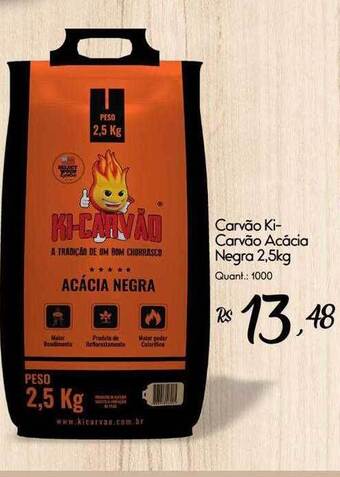 PESO
2,5 Kg
KI-CARVÃO
®
A TRADIÇÃO DE UM BOM CHURRASCO
ACÁCIA NEGRA
Maior
Rendimento
Produto de
Reflorestamento
Maior poder
Calorífico
PESO
2,5 Kg
www.kicarvao.com.br
Carvão Ki-
Carvão Acácia
Negra 2,5kg
Quant.: 1000
R$ 13,48